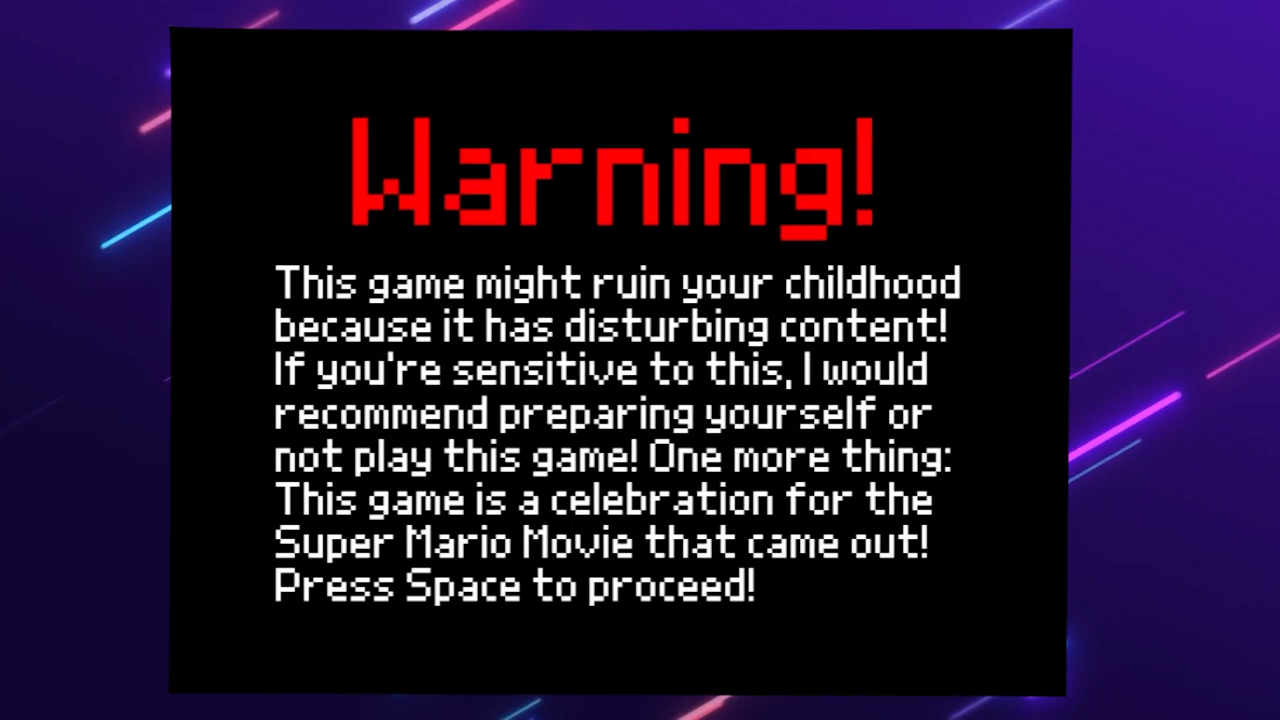 Warning!
This game might ruin your childhood
because it has disturbing content!
If you're sensitive to this, I would
recommend preparing yourself or
not play this game! One more thing:
This game is a celebration for the
Super Mario Movie that came out!
Press Space to proceed!